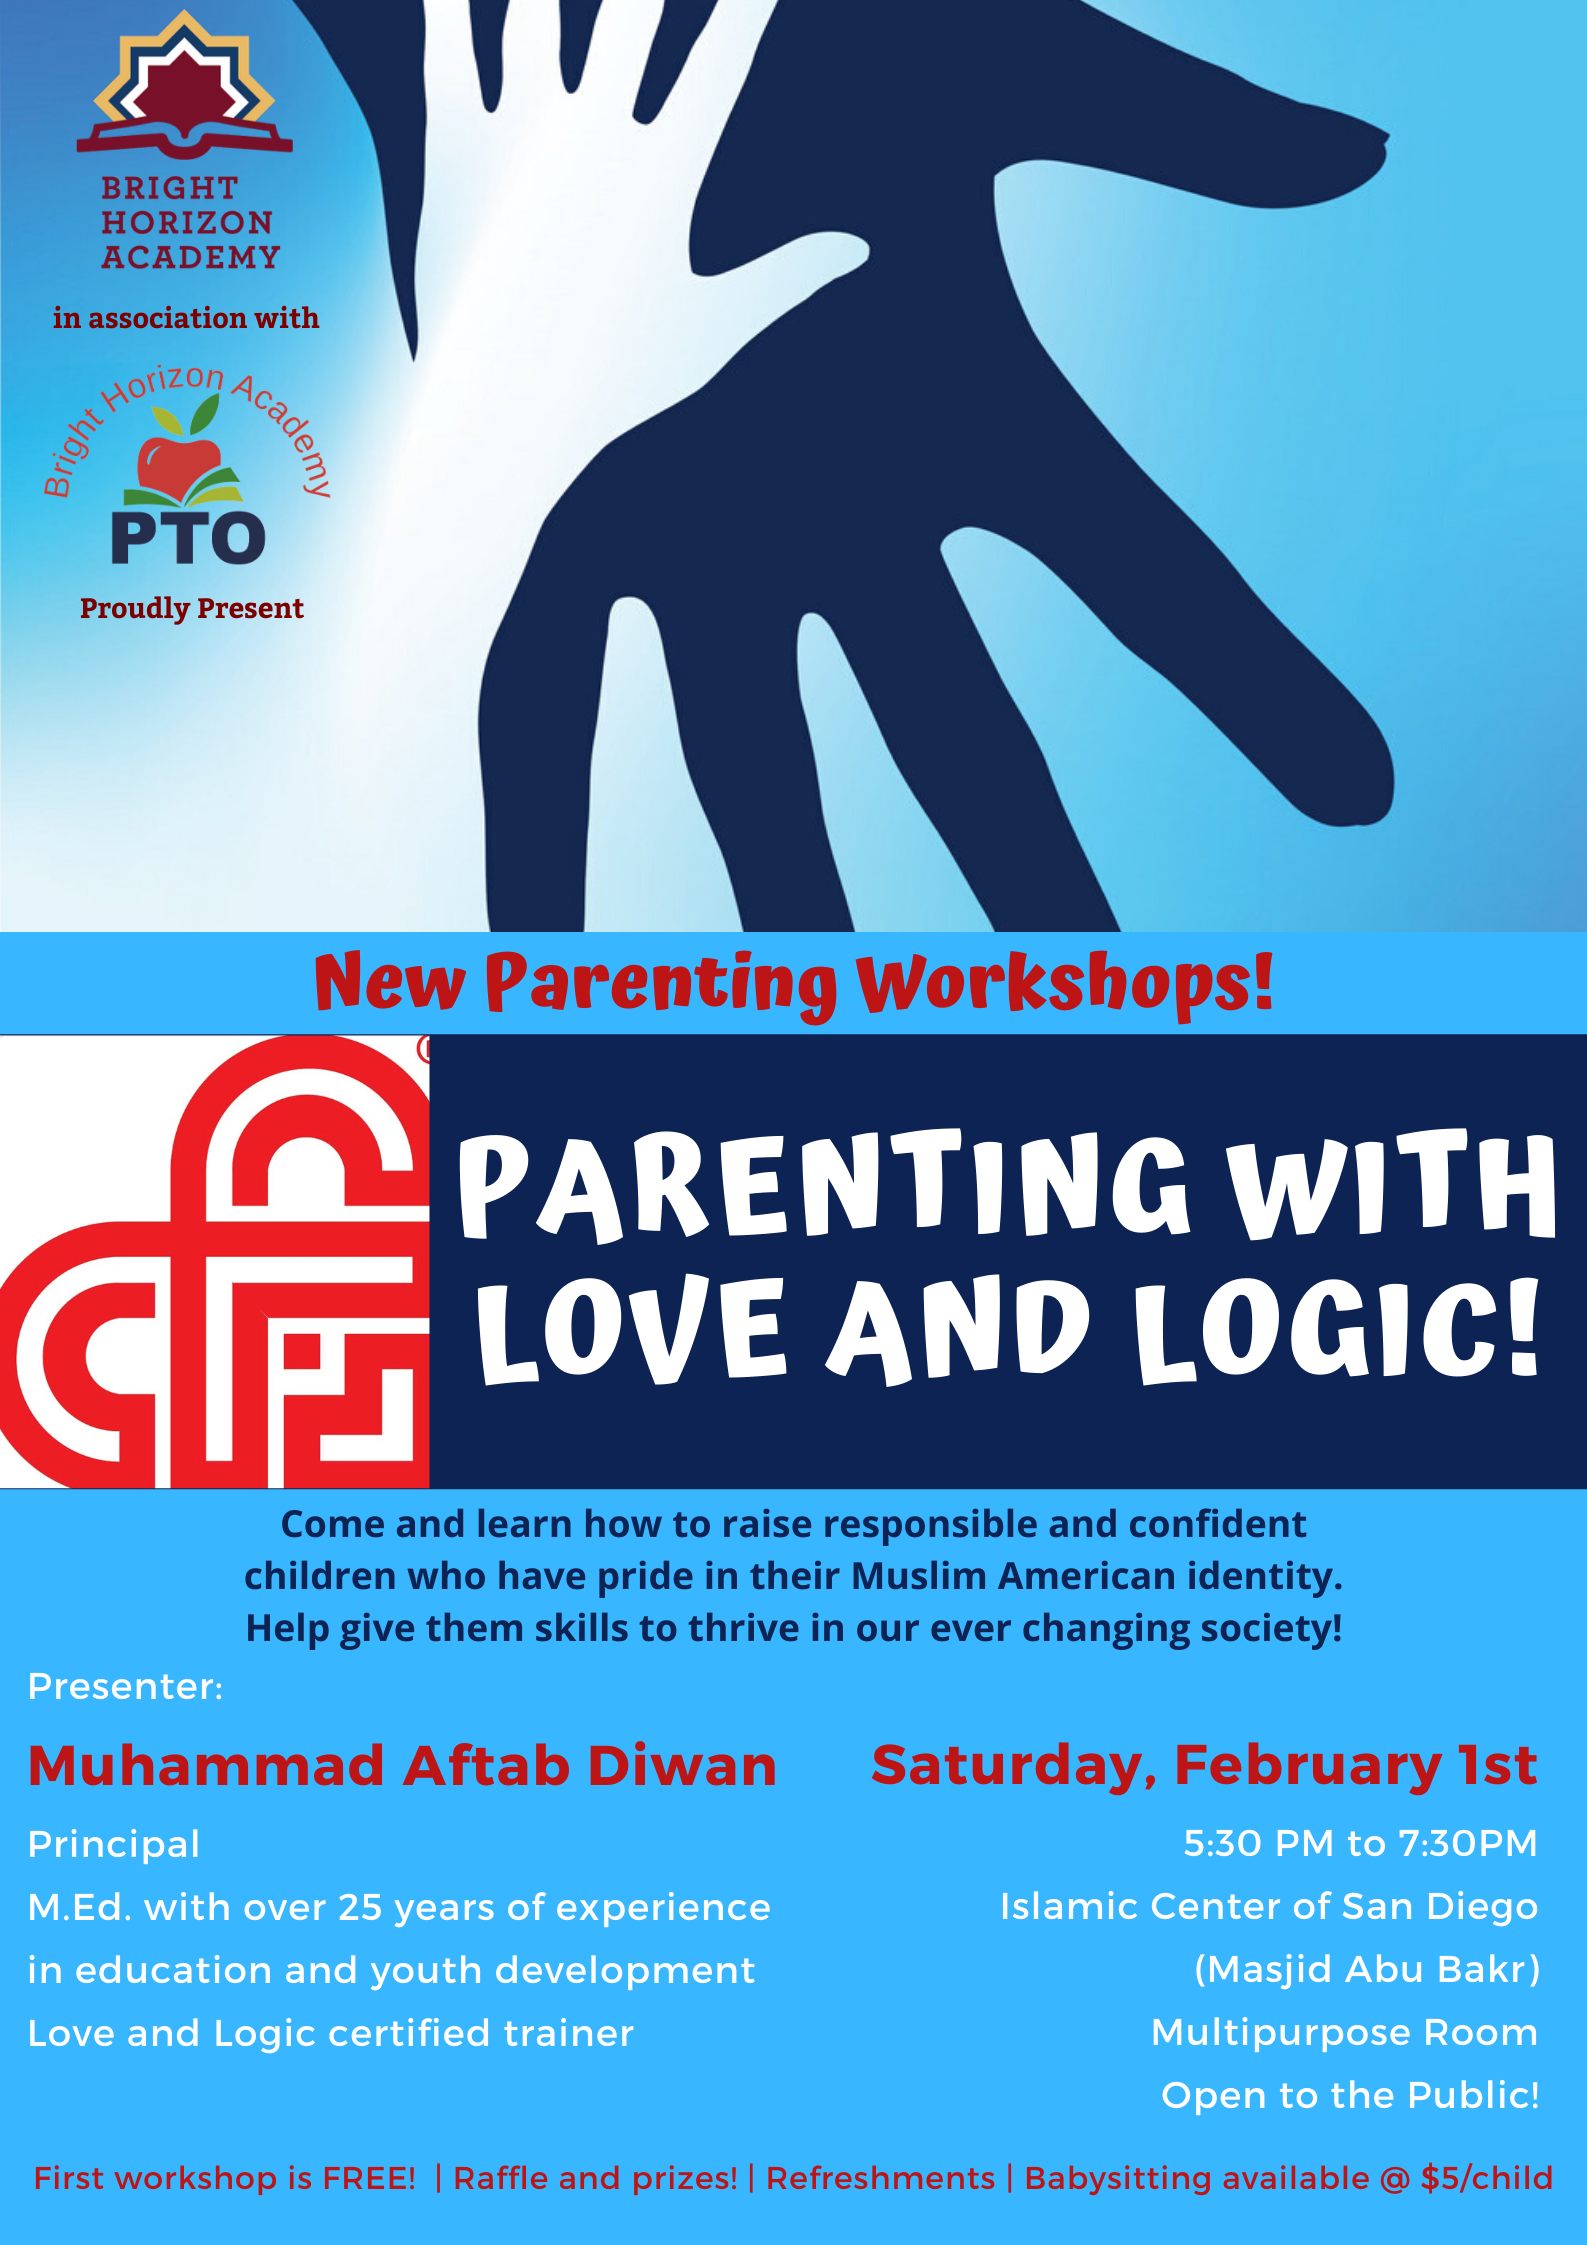 BRIGHT
HORIZON
ACADEMY
in association with
Bright Horizon Academy
PTO
Proudly Present
New Parenting Workshops!
PARENTING WITH
LOVE AND LOGIC!
Come and learn how to raise responsible and confident
children who have pride in their Muslim American identity.
Help give them skills to thrive in our ever changing society!
Presenter:
Muhammad Aftab Diwan
Principal
M.Ed. with over 25 years of experience
in education and youth development
Love and Logic certified trainer
Saturday, February 1st
5:30 PM to 7:30PM
Islamic Center of San Diego
(Masjid Abu Bakr)
Multipurpose Room
Open to the Public!
First workshop is FREE! | Raffle and prizes! | Refreshments | Babysitting available @ $5/child